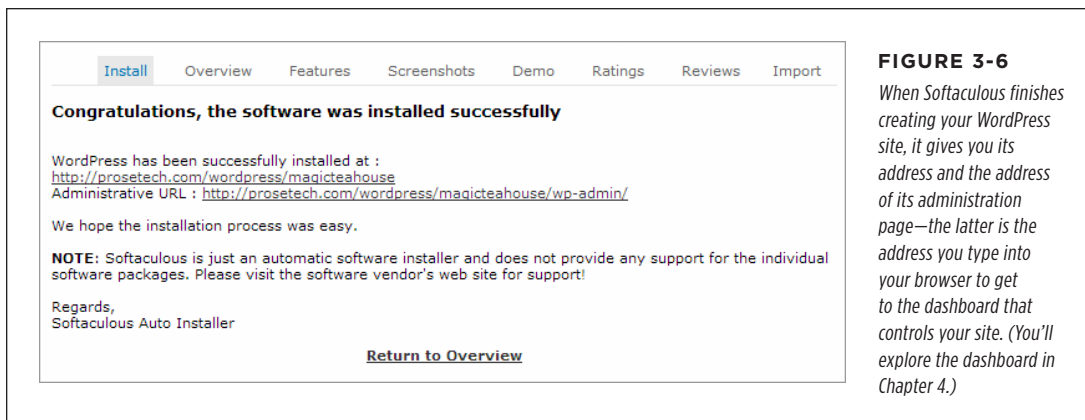 Install Overview Features Screenshots Demo Ratings Reviews Import
Congratulations, the software was installed successfully
WordPress has been successfully installed at :
http://prosetech.com/wordpress/magicteahouse
Administrative URL : http://prosetech.com/wordpress/magicteahouse/wp-admin/
We hope the installation process was easy.
NOTE: Softaculous is just an automatic software installer and does not provide any support for the individual
software packages. Please visit the software vendor's web site for support!
Regards,
Softaculous Auto Installer
Return to Overview
FIGURE 3-6
When Softaculous finishes
creating your WordPress
site, it gives you its
address and the address
of its administration
page—the latter is the
address you type into
your browser to get
to the dashboard that
controls your site. (You'll
explore the dashboard in
Chapter 4.)